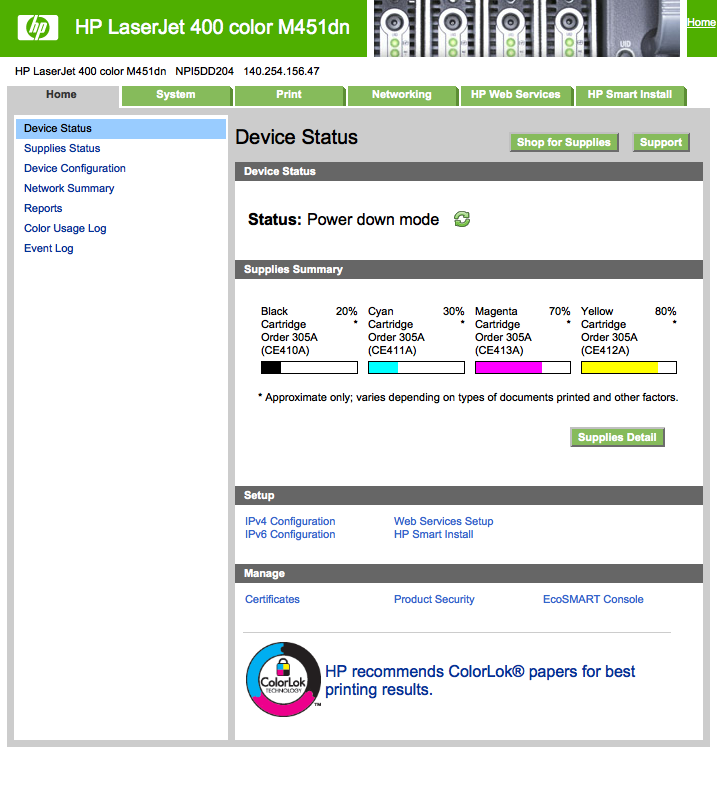 hp HP LaserJet 400 color M451dn
UID
Home
HP LaserJet 400 color M451dn NPI5DD204 140.254.156.47
Home System Print Networking HP Web Services HP Smart Install
Device Status
Supplies Status
Device Configuration
Network Summary
Reports
Color Usage Log
Event Log
Device Status
Shop for Supplies Support
Device Status
Status: Power down mode
Supplies Summary
Black 20% Cyan 30% Magenta 70% Yellow 80%
Cartridge * Cartridge * Cartridge * Cartridge *
Order 305A Order 305A Order 305A Order 305A
(CE410A) (CE411A) (CE413A) (CE412A)
* Approximate only; varies depending on types of documents printed and other factors.
Supplies Detail
Setup
IPv4 Configuration Web Services Setup
IPv6 Configuration HP Smart Install
Manage
Certificates Product Security EcoSMART Console
ColorLok
TECHNOLOGY
™
HP recommends ColorLok® papers for best
printing results.